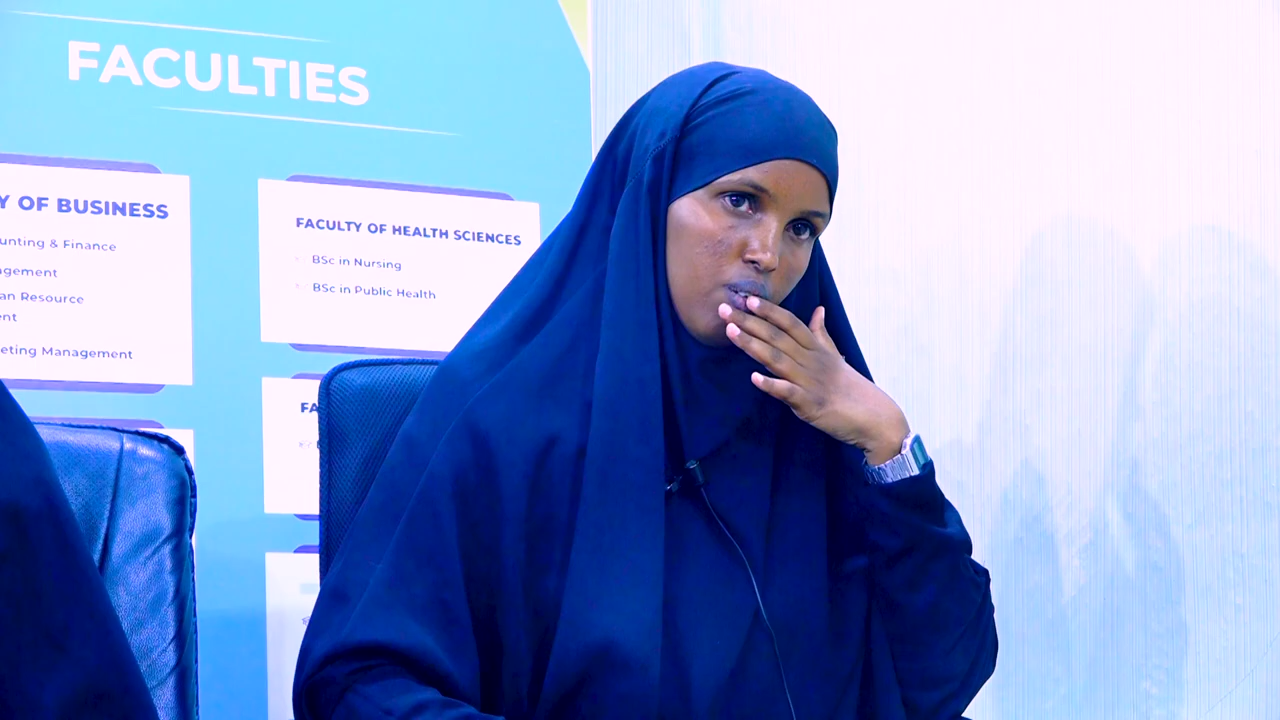 FACULTIES
Y OF BUSINESS
unting & Finance
agement
an Resource
ent
eting Management
FACULTY OF HEALTH SCIENCES
BSc in Nursing
BSc in Public Health
FA